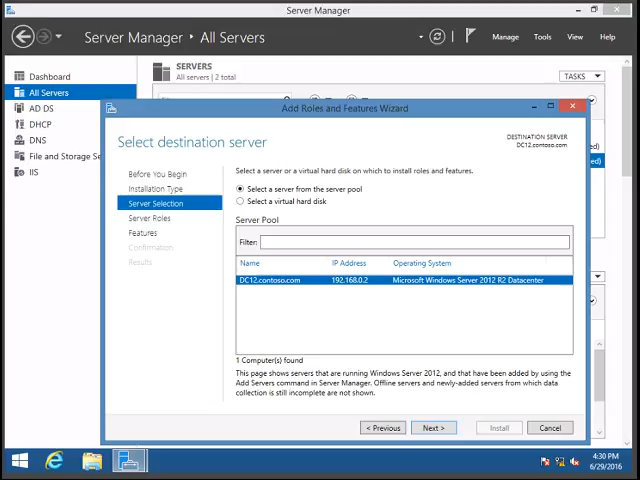 Server Manager
Server Manager ‣ All Servers
Manage
Tools
View
Help
Dashboard
All Servers
AD DS
DHCP
DNS
File and Storage Se
IIS
SERVERS
All servers | 2 total
TASKS
Add Roles and Features Wizard
Select destination server
DESTINATION SERVER
DC12.contoso.com
Before You Begin
Installation Type
Server Selection
Server Roles
Features
Confirmation
Results
Select a server or a virtual hard disk on which to install roles and features.
Select a server from the server pool
Select a virtual hard disk
Server Pool
Filter:
Name IP Address Operating System
DC12.contoso.com 192.168.0.2 Microsoft Windows Server 2012 R2 Datacenter
1 Computer(s) found
This page shows servers that are running Windows Server 2012, and that have been added by using the
Add Servers command in Server Manager. Offline servers and newly-added servers from which data
collection is still incomplete are not shown.
< Previous
Next >
Install
Cancel
4:30 PM
6/29/2016